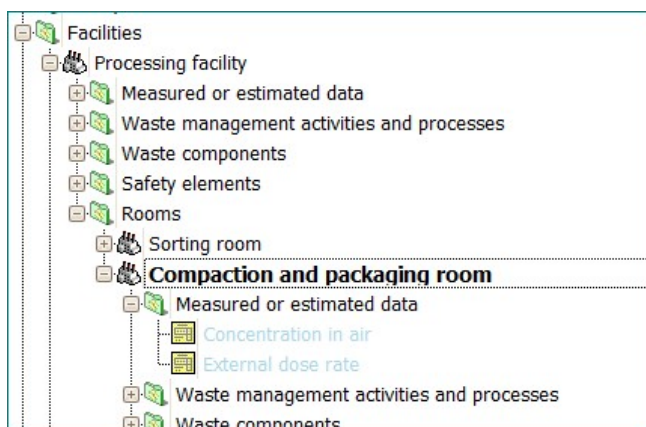 Facilities
Processing facility
Measured or estimated data
Waste management activities and processes
Waste components
Safety elements
Rooms
Sorting room
Compaction and packaging room
Measured or estimated data
Concentration in air
External dose rate
Waste management activities and processes
Waste components